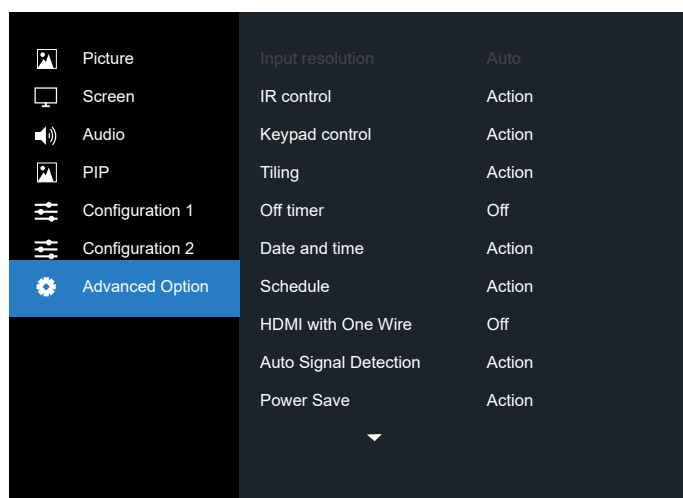 Picture
Screen
Audio
PIP
Configuration 1
Configuration 2
Advanced Option
Input resolution Auto
IR control Action
Keypad control Action
Tiling Action
Off timer Off
Date and time Action
Schedule Action
HDMI with One Wire Off
Auto Signal Detection Action
Power Save Action